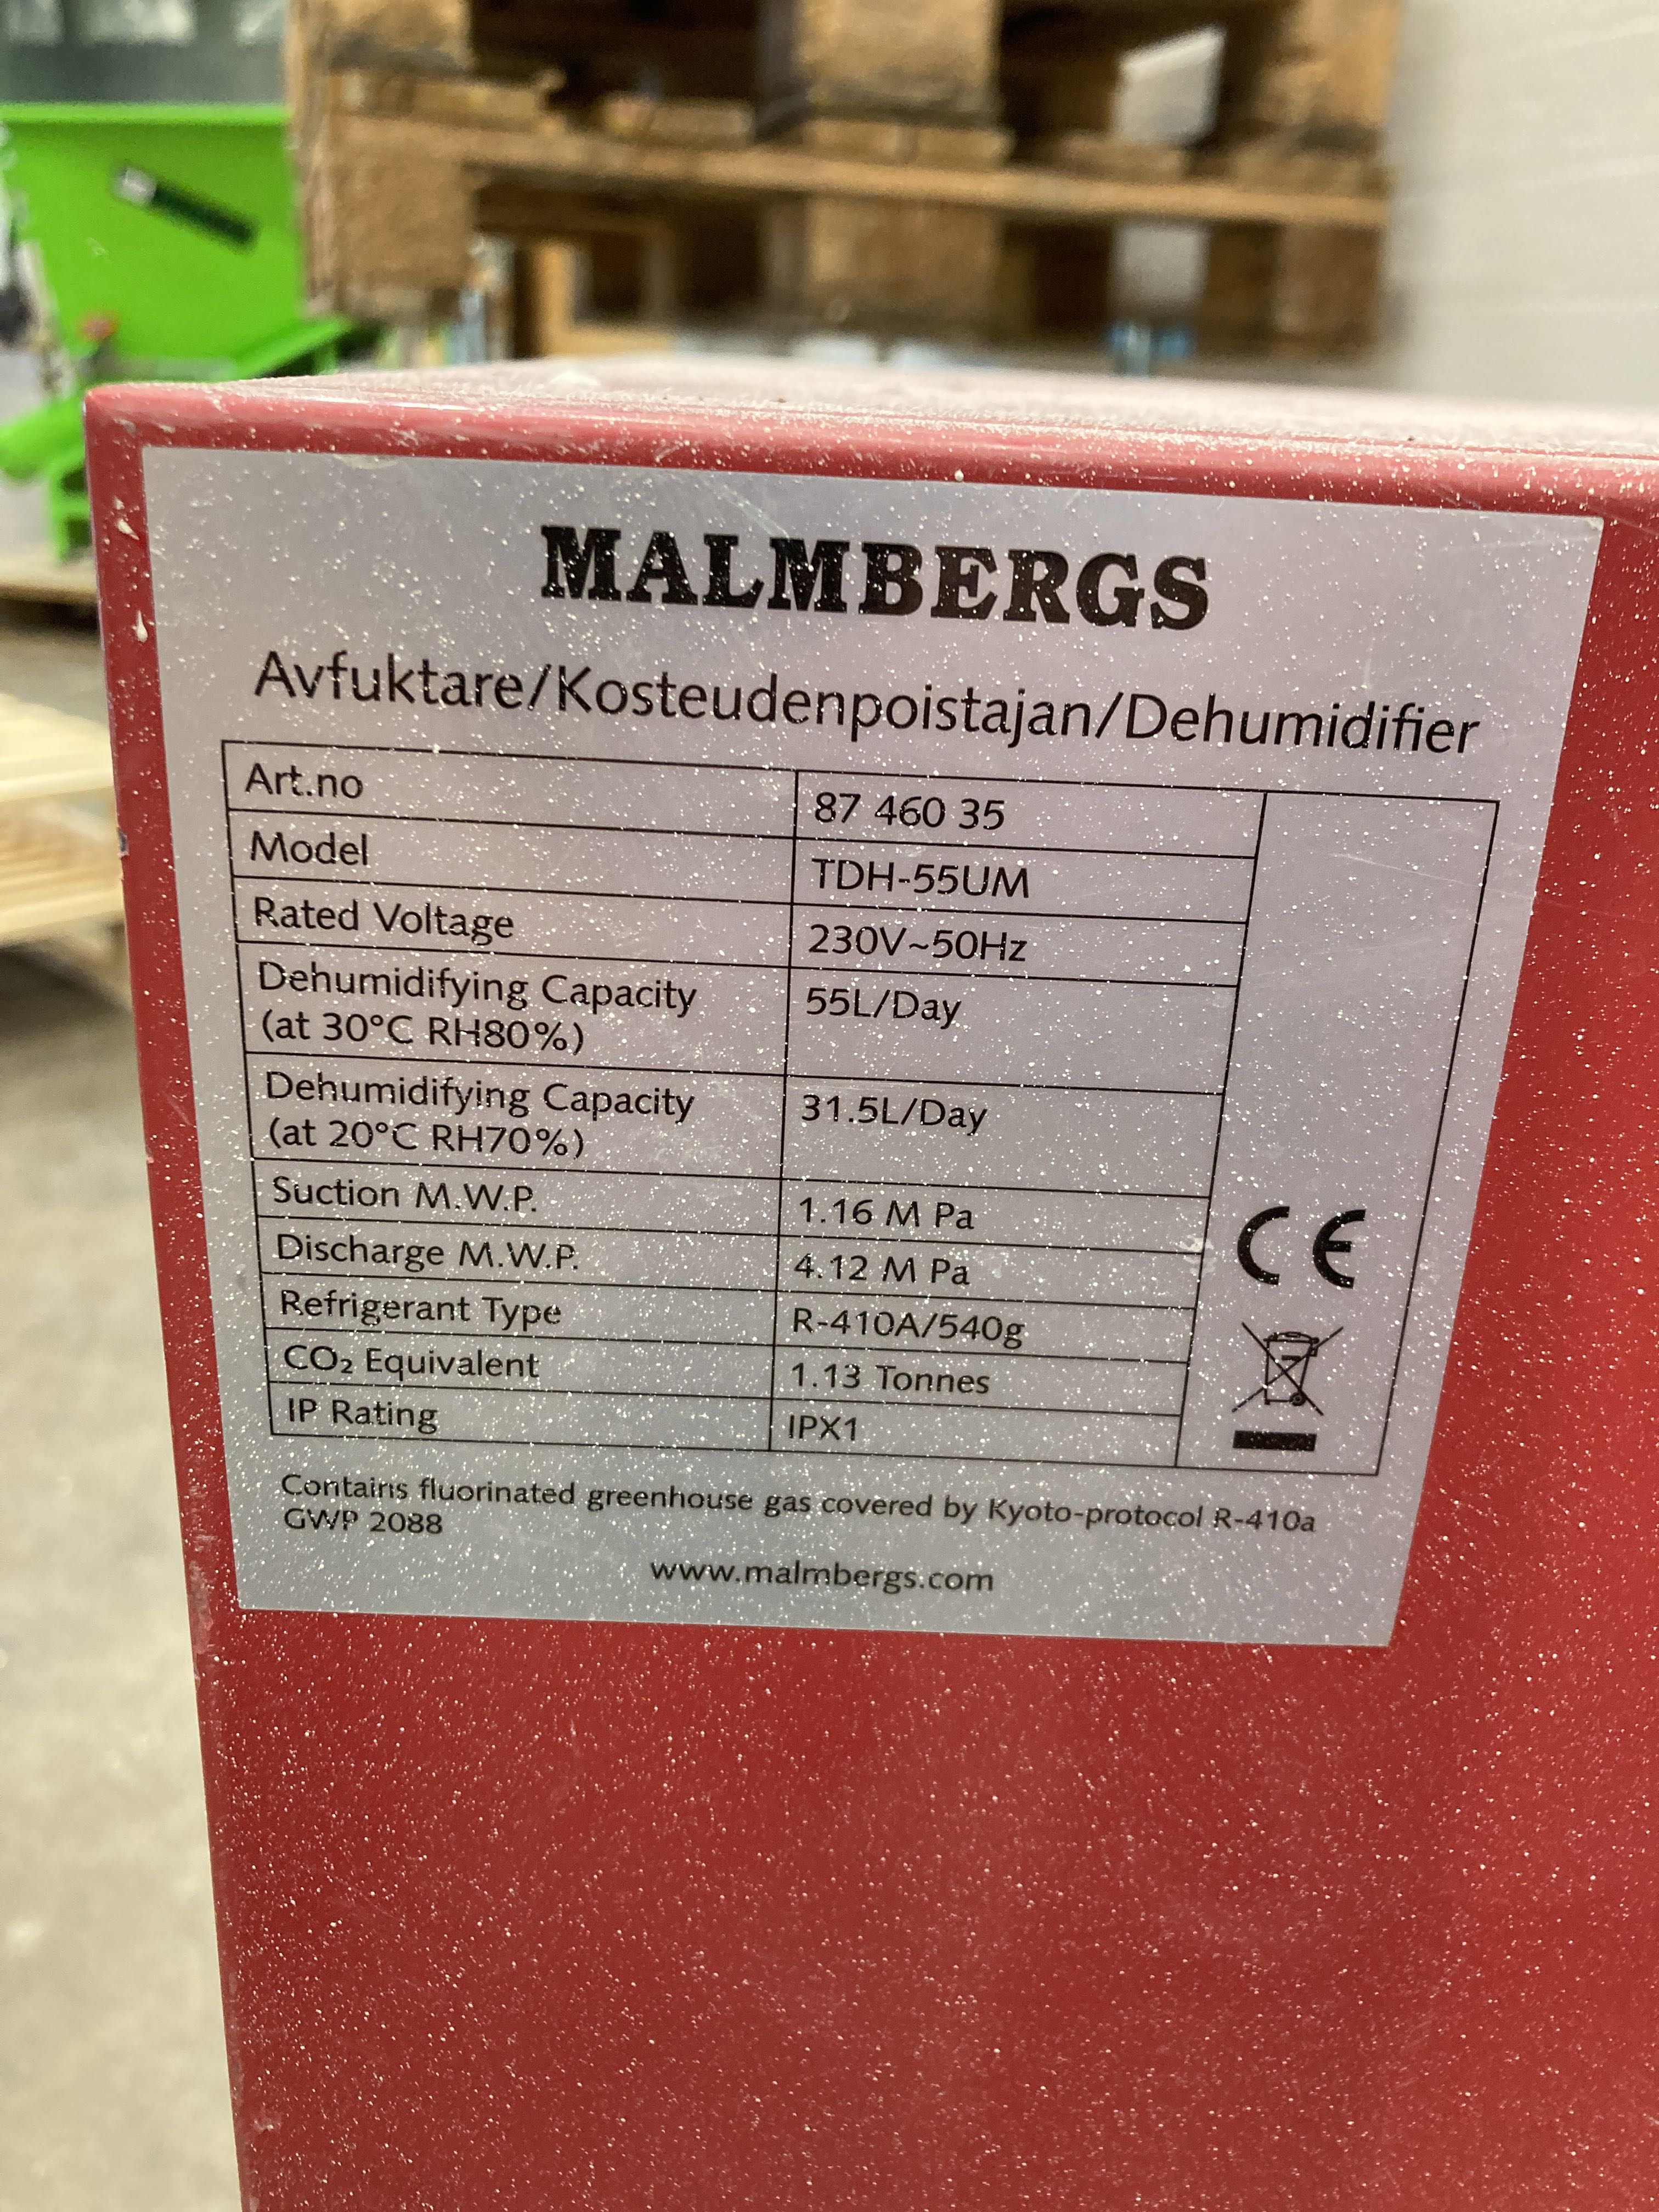 MALMBERGS
Avfuktare/Kosteudenpoistajan/Dehumidifier
Art.no 87 460 35
Model TDH-55UM
Rated Voltage 230V~50Hz
Dehumidifying Capacity 55L/Day
(at 30°C RH80%)
Dehumidifying Capacity 31.5L/Day
(at 20°C RH70%)
Suction M.W.P. 1.16 M Pa
Discharge M.W.P. 4.12 M Pa
Refrigerant Type R-410A/540g
CO₂ Equivalent 1.13 Tonnes
IP Rating IPX1
CE
Contains fluorinated greenhouse gas covered by Kyoto-protocol R-410a
GWP 2088
www.malmbergs.com